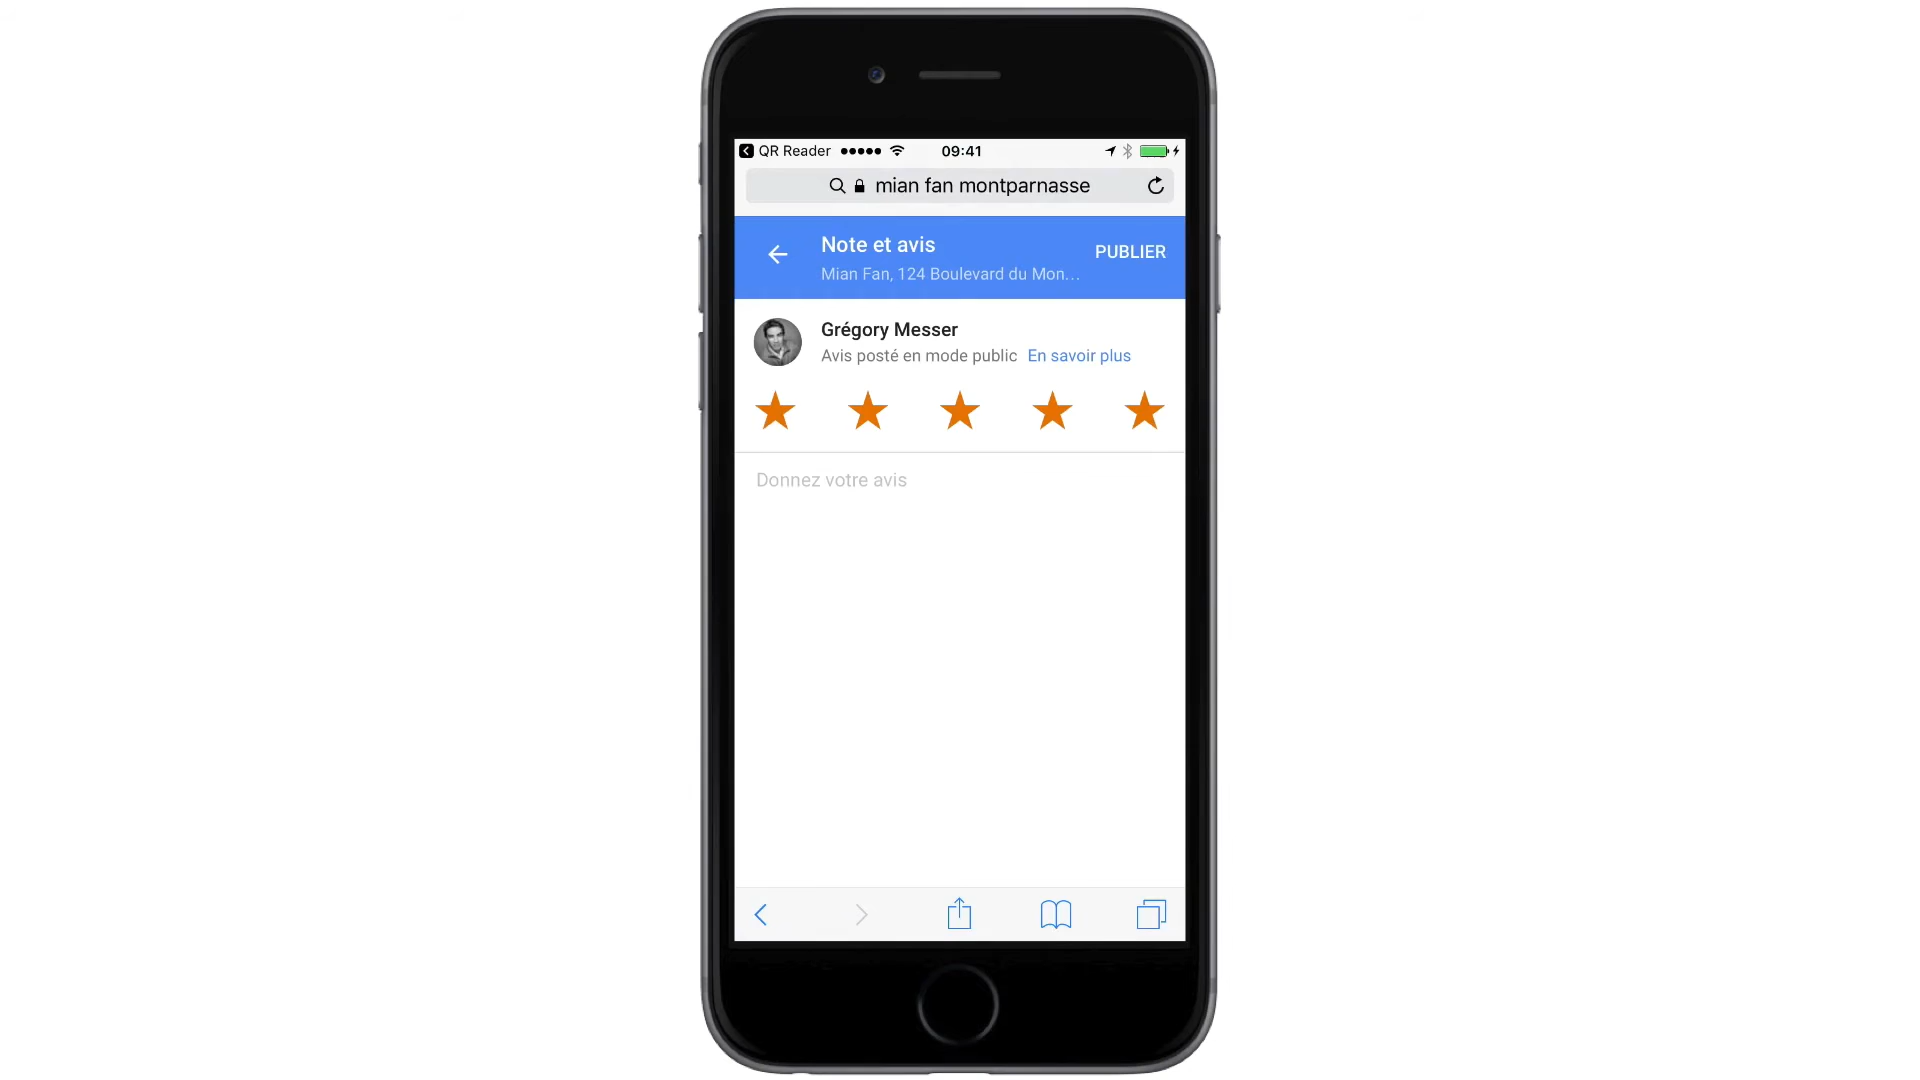 QR Reader 09:41
mian fan montparnasse
Note et avis
PUBLIER
Mian Fan, 124 Boulevard du Mon...
Grégory Messer
Avis posté en mode public En savoir plus
Donnez votre avis